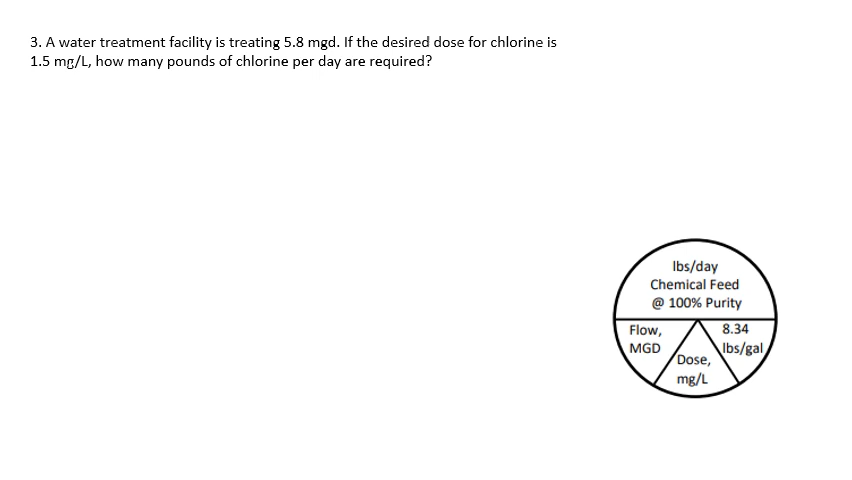 3. A water treatment facility is treating 5.8 mgd. If the desired dose for chlorine is
1.5 mg/L, how many pounds of chlorine per day are required?
lbs/day
Chemical Feed
@ 100% Purity
Flow,
MGD
Dose,
mg/L
8.34
lbs/gal